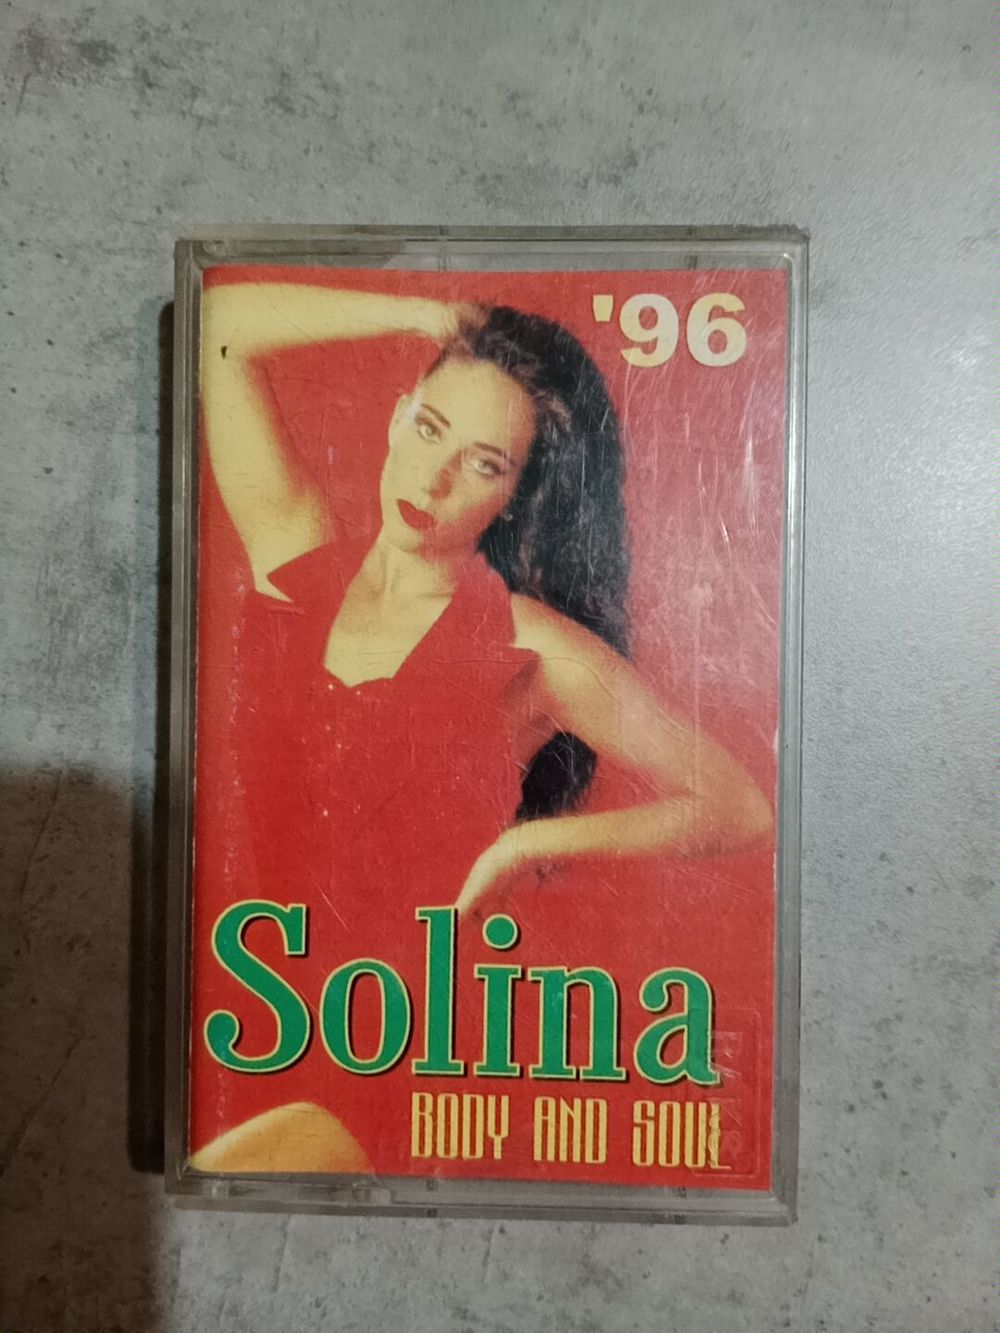 '96
Solina
BODY AND SOUL